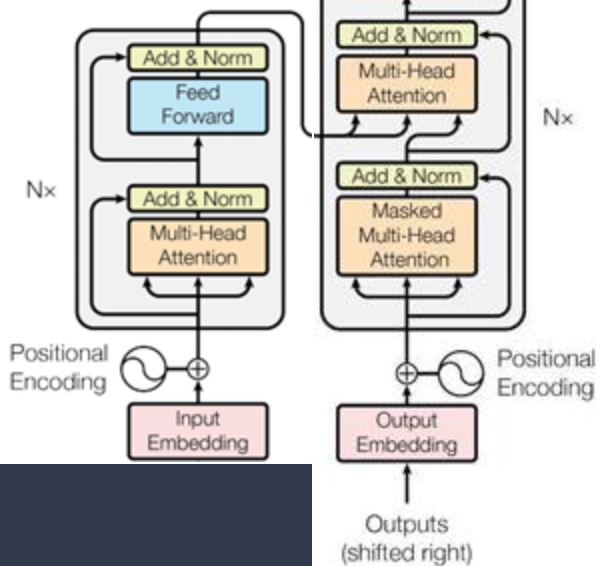 Add & Norm
Feed
Forward
Nx
Add & Norm
Multi-Head
Attention
Positional
Encoding
Input
Embedding
Add & Norm
Multi-Head
Attention
Nx
Add & Norm
Masked
Multi-Head
Attention
Positional
Encoding
Output
Embedding
Outputs
(shifted right)